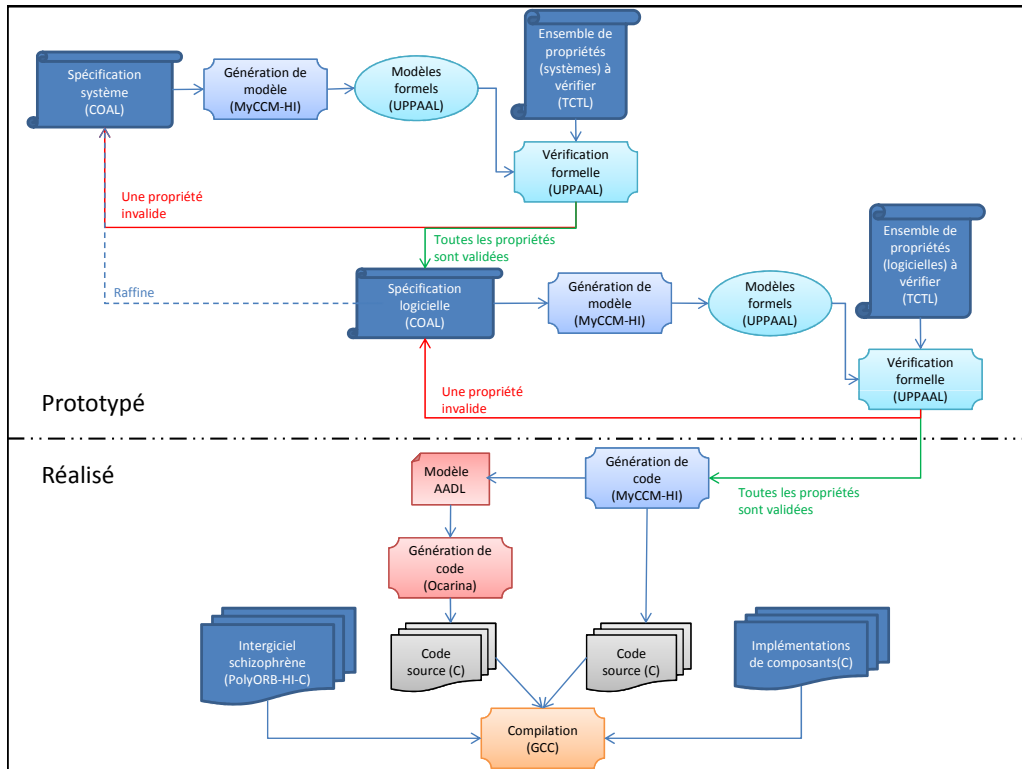 Spécification
système
(COAL)
Génération de
modèle
(MyCCM-HI)
Modèles
formels
(UPPAAL)
Ensemble de
propriétés
(systèmes) à
vérifier
(TCTL)
Vérification
formelle
(UPPAAL)
Une propriété
invalide
Toutes les propriétés
sont validées
Raffine
Spécification
logicielle
(COAL)
Génération de
modèle
(MyCCM-HI)
Modèles
formels
(UPPAAL)
Ensemble de
propriétés
(logicielles) à
vérifier
(TCTL)
Vérification
formelle
(UPPAAL)
Une propriété
invalide
Prototypé
Réalisé
Modèle
AADL
Génération de
code
(MyCCM-HI)
Toutes les propriétés
sont validées
Génération de
code
(Ocarina)
Intergiciel
schizophrène
(PolyORB-HI-C)
Code
source (C)
Code
source (C)
Implémentations
de composants(C)
Compilation
(GCC)